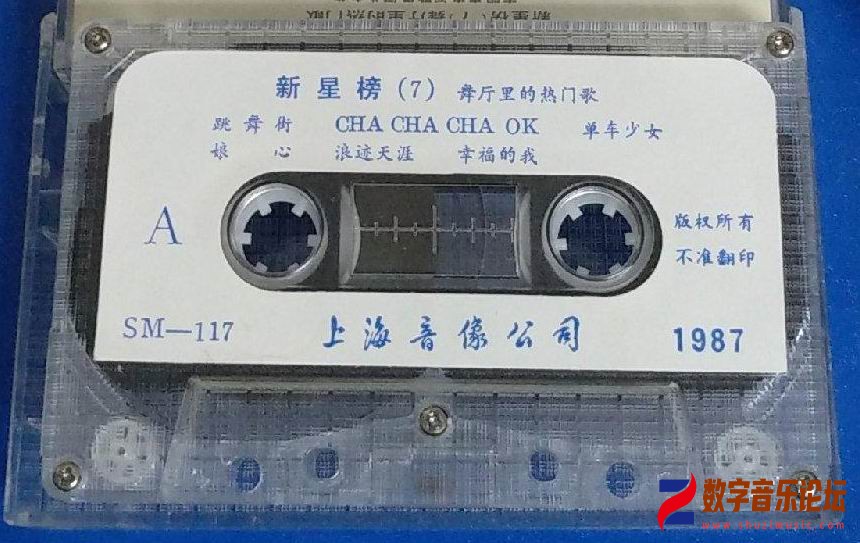 新星榜(7) 舞厅里的热门歌
跳舞街 CHA CHA CHA OK 单车少女
娘心 浪迹天涯 幸福的我
A
版权所有
不准翻印
SM—117 上海音像公司 1987
数字音乐论坛